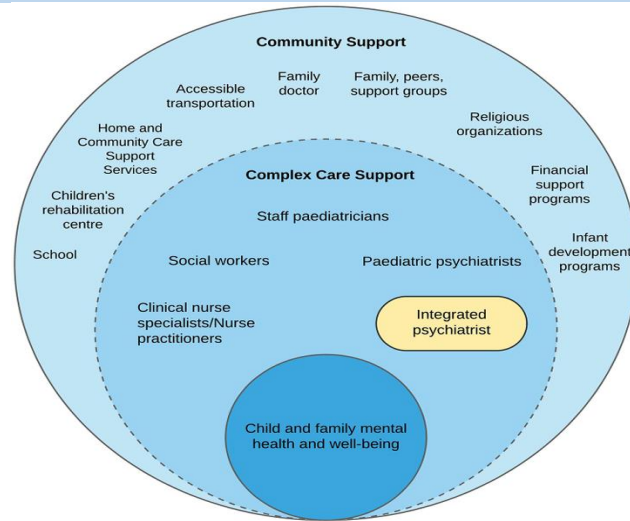 Community Support
Accessible
transportation
Family
doctor
Family, peers,
support groups
Religious
organizations
Home and
Community Care
Support
Services
Financial
support
programs
Children's
rehabilitation
centre
Infant
development
programs
School
Complex Care Support
Staff paediatricians
Social workers
Paediatric psychiatrists
Clinical nurse
specialists/Nurse
practitioners
Integrated
psychiatrist
Child and family mental
health and well-being